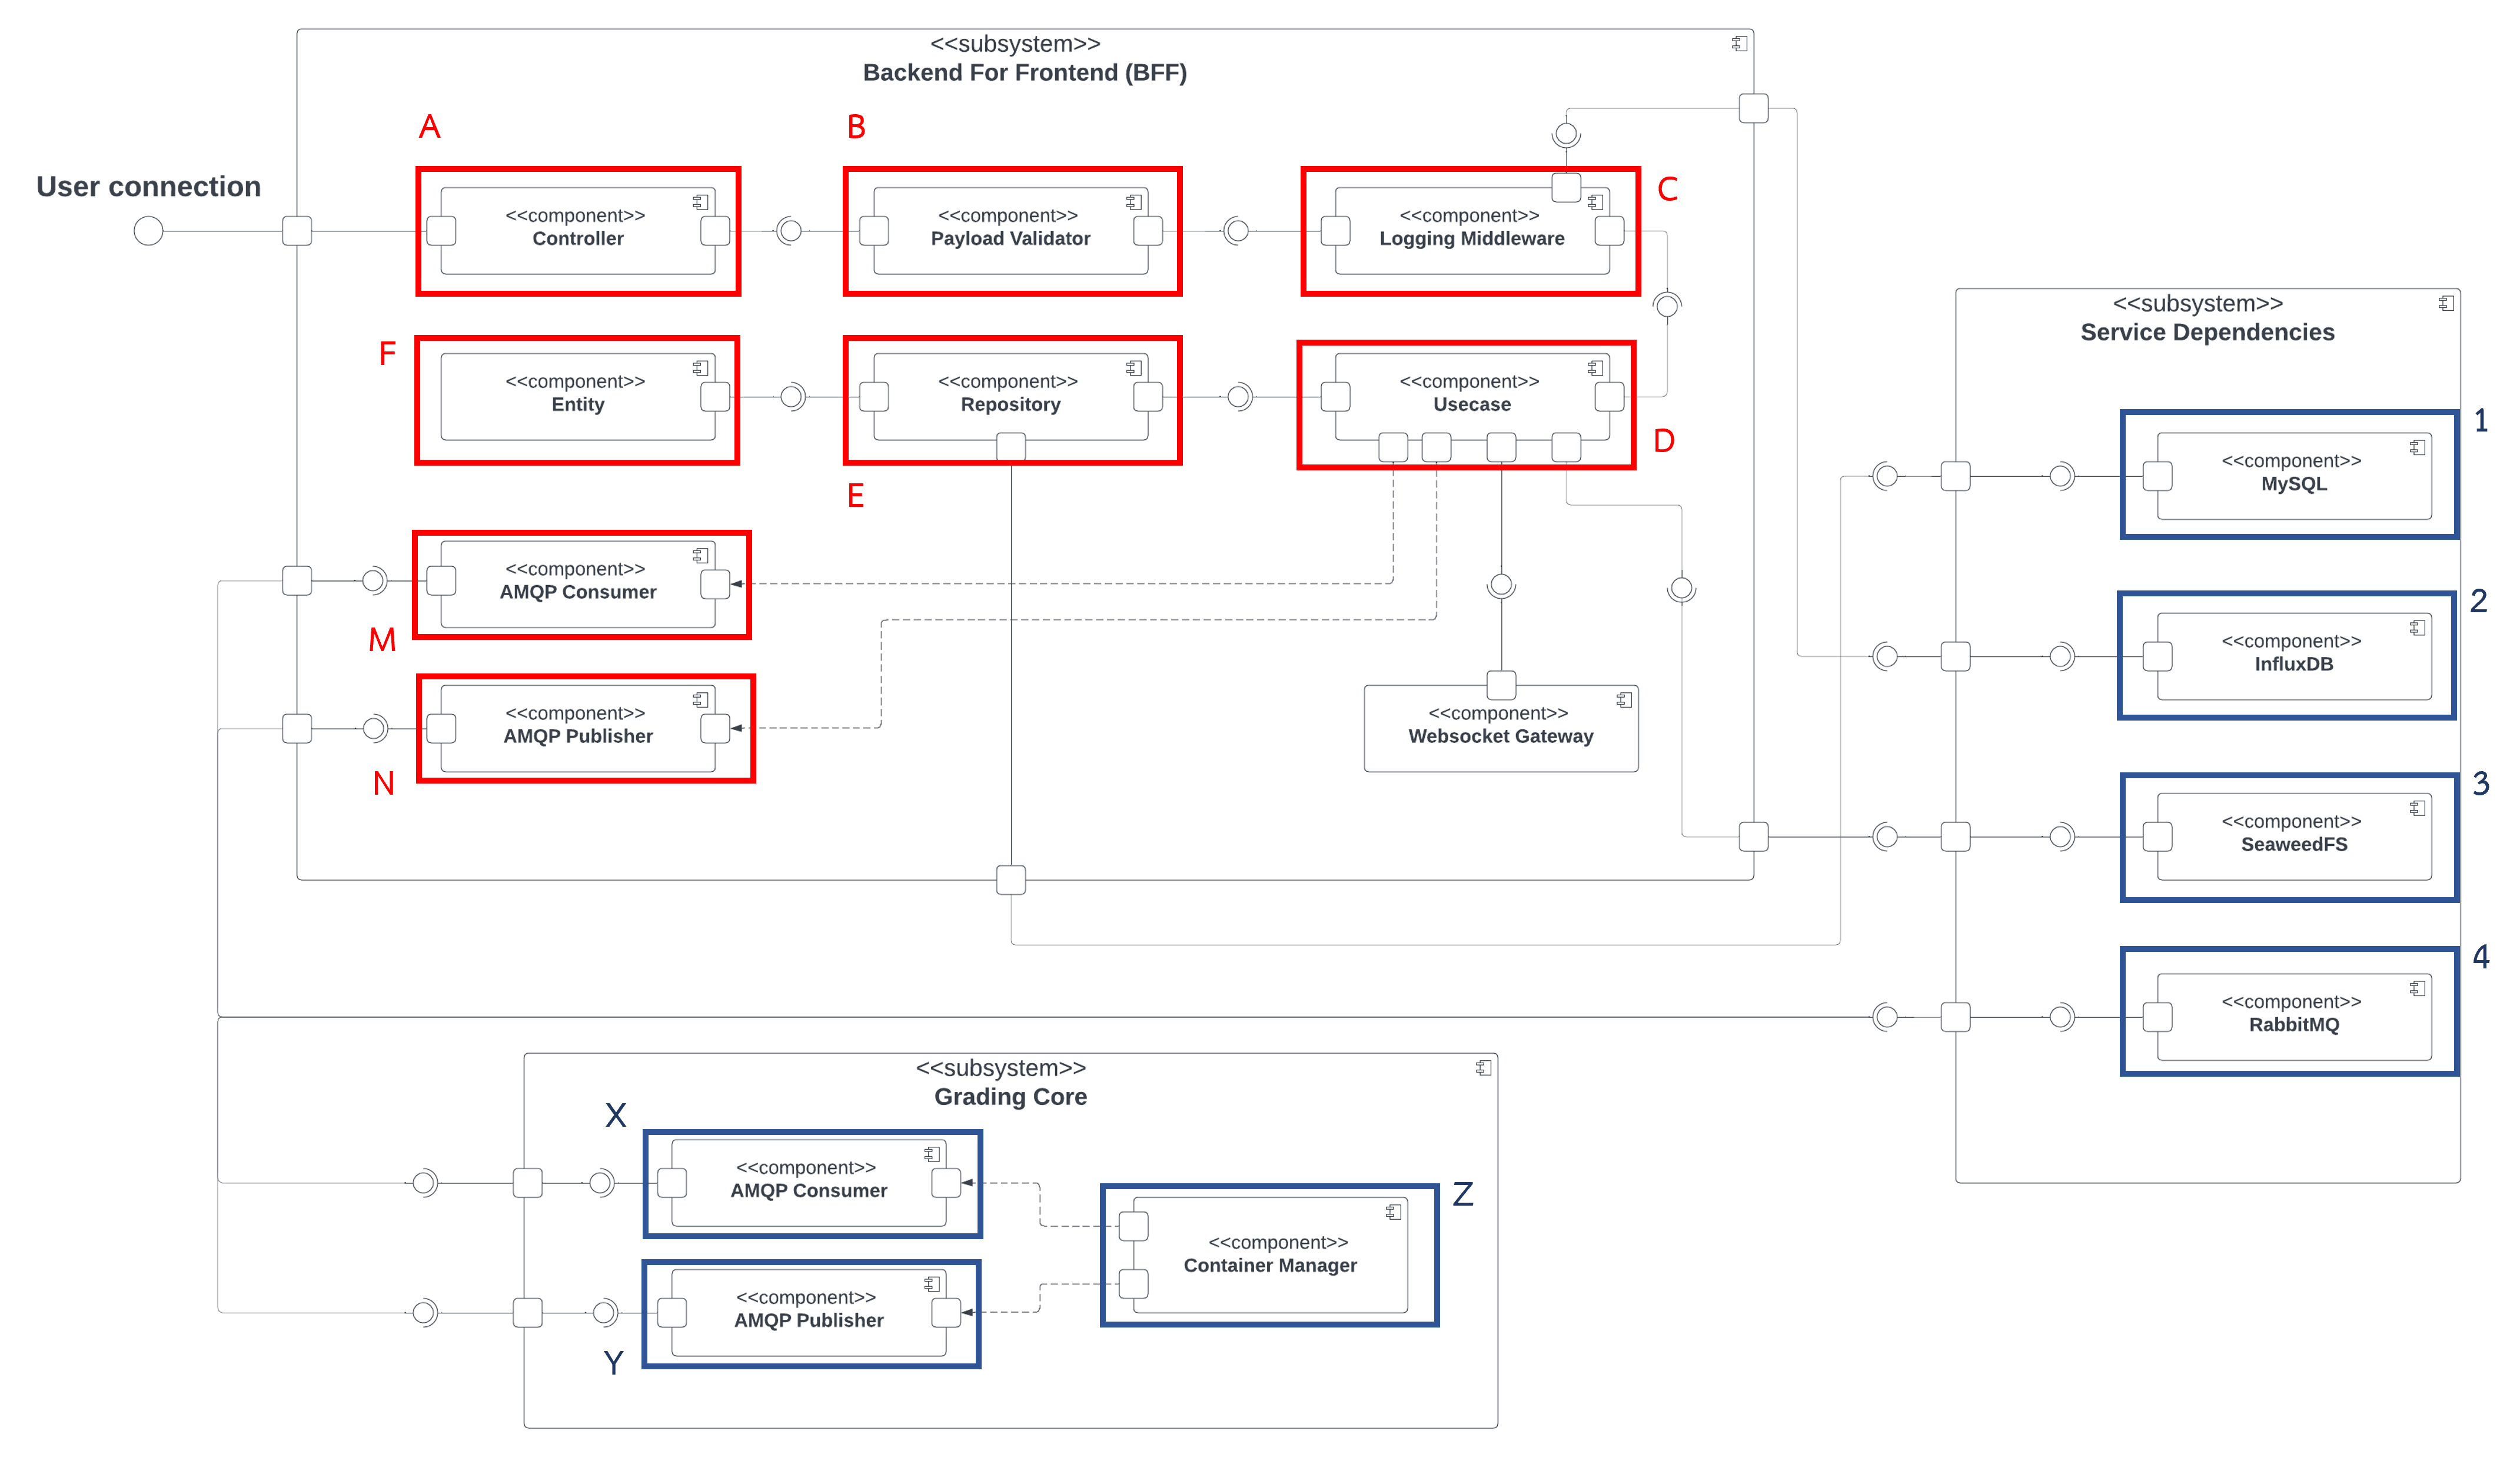 <<subsystem>>
Backend For Frontend (BFF)
A
B
User connection
C
<<component>>
Controller
<<component>>
Payload Validator
<<component>>
Logging Middleware
F
<<component>>
Entity
<<component>>
Repository
<<component>>
Usecase
D
E
<<component>>
AMQP Consumer
M
<<component>>
AMQP Publisher
N
<<component>>
Websocket Gateway
<<subsystem>>
Service Dependencies
1
<<component>>
MySQL
2
<<component>>
InfluxDB
3
<<component>>
SeaweedFS
4
<<component>>
RabbitMQ
<<subsystem>>
Grading Core
X
<<component>>
AMQP Consumer
Z
<<component>>
Container Manager
<<component>>
AMQP Publisher
Y